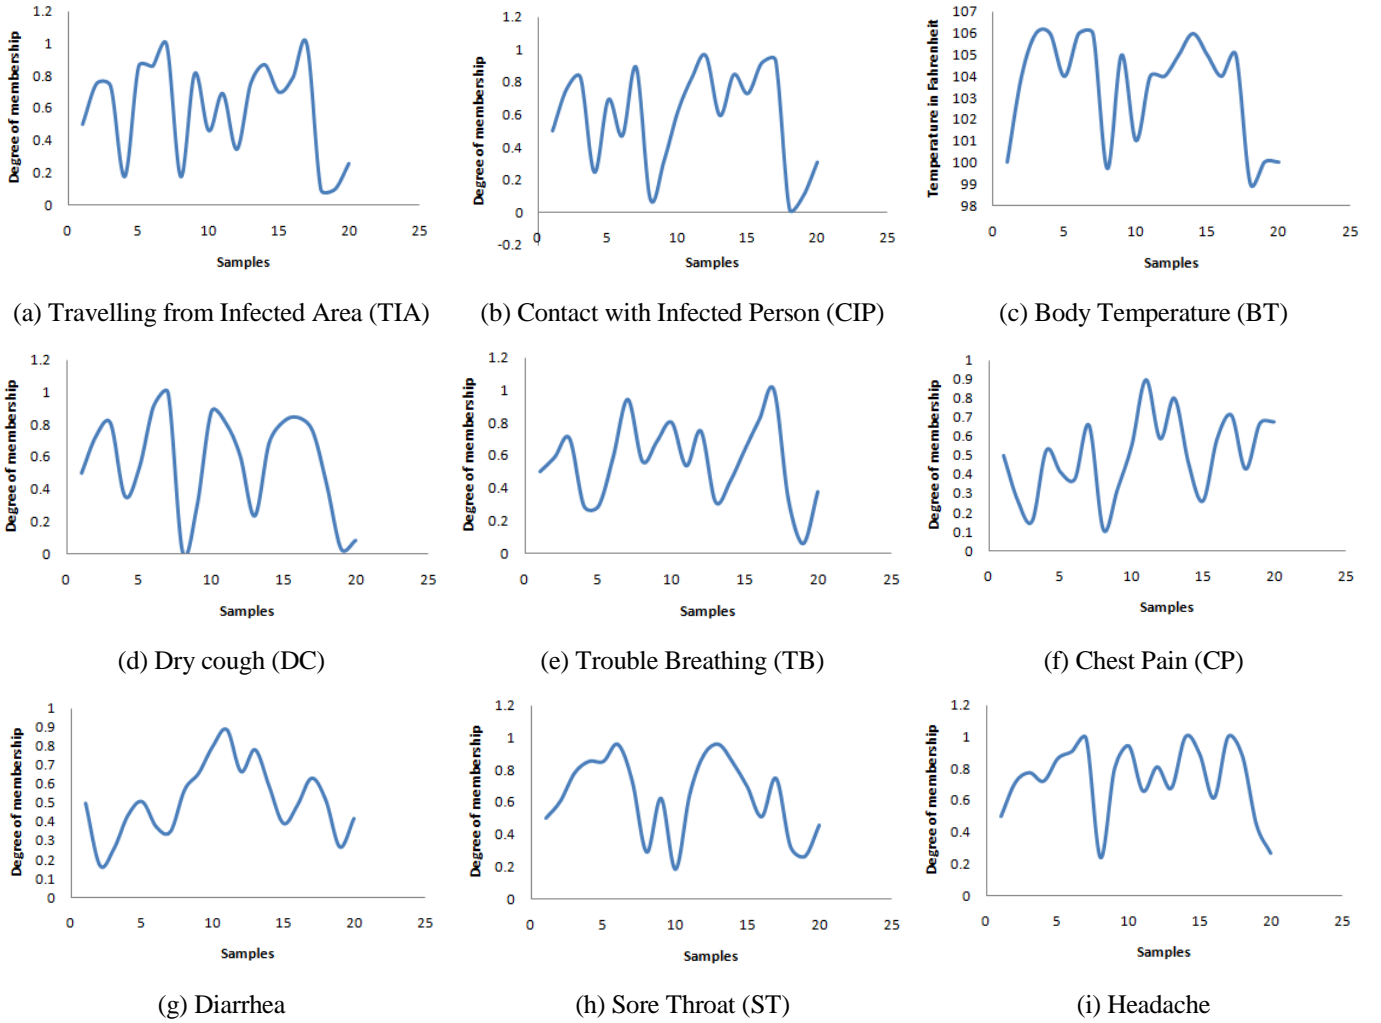 1.2
1
0.8
0.6
0.4
0.2
0
0 5 10 15 20 25
Degree of membership
Samples
(a) Travelling from Infected Area (TIA)
1.2
1
0.8
0.6
0.4
0.2
0
-0.2
0 5 10 15 20 25
Degree of membership
Samples
(b) Contact with Infected Person (CIP)
107
106
105
104
103
102
101
100
99
98
0 5 10 15 20 25
Temperature in Fahrenheit
Samples
(c) Body Temperature (BT)
1.2
1
0.8
0.6
0.4
0.2
0
0 5 10 15 20 25
Degree of membership
Samples
(d) Dry cough (DC)
1.2
1
0.8
0.6
0.4
0.2
0
0 5 10 15 20 25
Degree of membership
Samples
(e) Trouble Breathing (TB)
1
0.9
0.8
0.7
0.6
0.5
0.4
0.3
0.2
0.1
0
0 5 10 15 20 25
Degree of membership
Samples
(f) Chest Pain (CP)
1
0.9
0.8
0.7
0.6
0.5
0.4
0.3
0.2
0.1
0
0 5 10 15 20 25
Degree of membership
Samples
(g) Diarrhea
1.2
1
0.8
0.6
0.4
0.2
0
0 5 10 15 20 25
Degree of membership
Samples
(h) Sore Throat (ST)
1.2
1
0.8
0.6
0.4
0.2
0
0 5 10 15 20 25
Degree of membership
Samples
(i) Headache